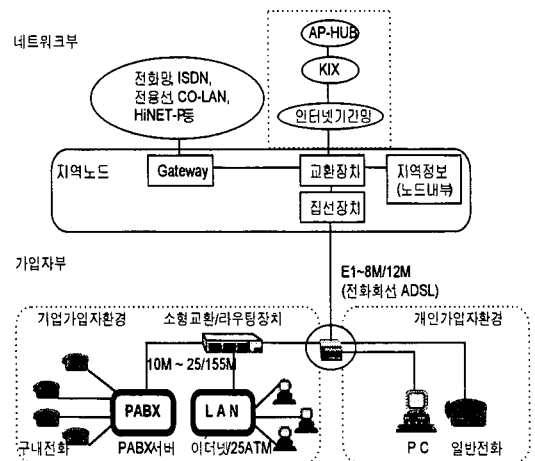 네트워크부
AP-HUB
KIX
전화망, ISDN,
전용선, CO-LAN,
HiNET-P등
인터넷기간망
지역노드
Gateway
교환장치
지역정보
(노드내부)
집선장치
가입자부
E1~8M/12M
(전화회선 ADSL)
기업가입자환경
소형교환/라우팅장치
개인가입자환경
10M ~ 25/155M
PABX
L A N
구내전화
PABX서버
이더넷/25ATM
P C
일반전화